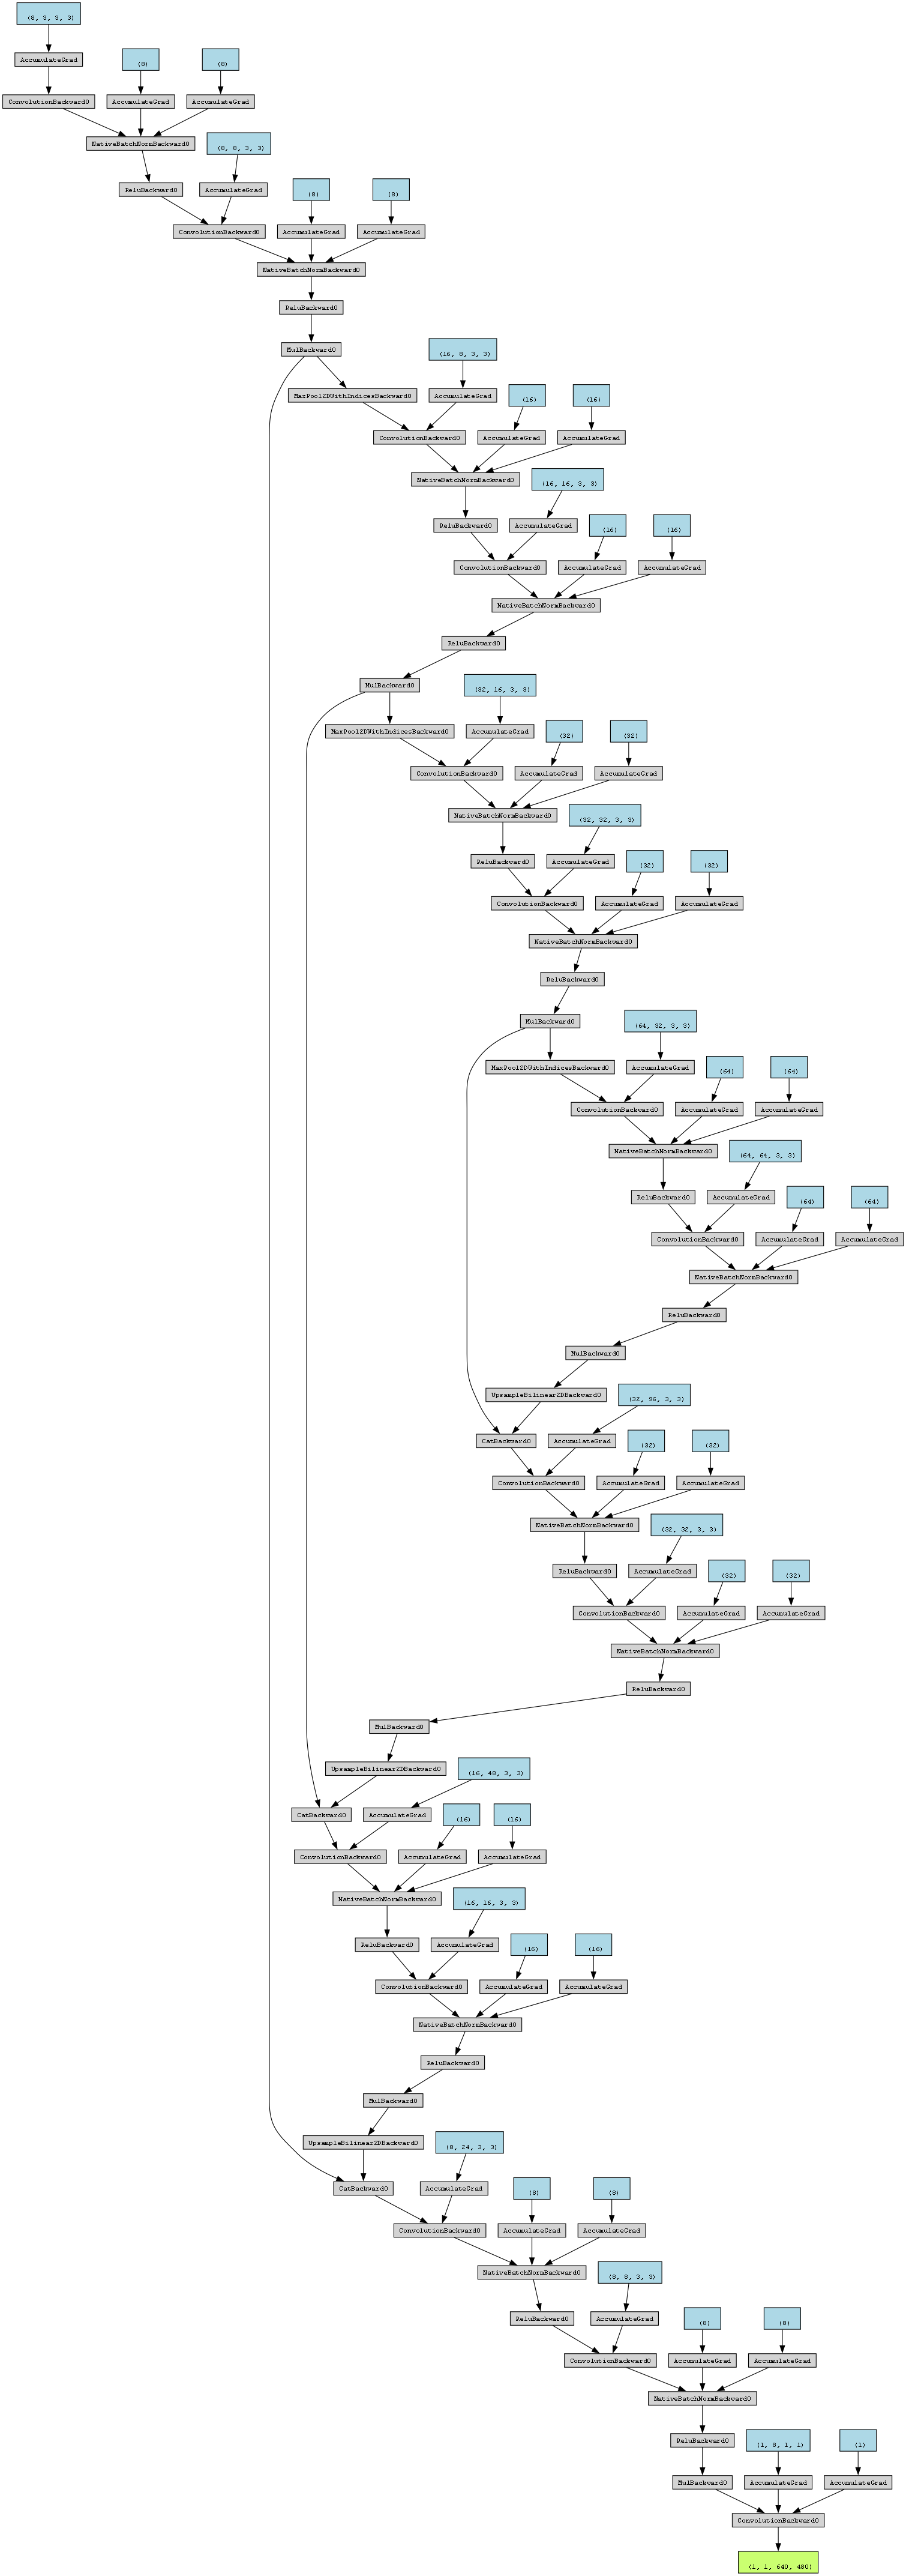 (8, 3, 3, 3)
AccumulateGrad
(8)
(8)
ConvolutionBackward0
AccumulateGrad
AccumulateGrad
NativeBatchNormBackward0
(8, 8, 3, 3)
ReluBackward0
AccumulateGrad
(8)
(8)
ConvolutionBackward0
AccumulateGrad
AccumulateGrad
NativeBatchNormBackward0
ReluBackward0
MulBackward0
(16, 8, 3, 3)
MaxPool2DWithIndicesBackward0
AccumulateGrad
(16)
(16)
ConvolutionBackward0
AccumulateGrad
AccumulateGrad
NativeBatchNormBackward0
(16, 16, 3, 3)
ReluBackward0
AccumulateGrad
(16)
(16)
ConvolutionBackward0
AccumulateGrad
AccumulateGrad
NativeBatchNormBackward0
ReluBackward0
MulBackward0
(32, 16, 3, 3)
MaxPool2DWithIndicesBackward0
AccumulateGrad
(32)
(32)
ConvolutionBackward0
AccumulateGrad
AccumulateGrad
NativeBatchNormBackward0
(32, 32, 3, 3)
ReluBackward0
AccumulateGrad
(32)
(32)
ConvolutionBackward0
AccumulateGrad
AccumulateGrad
NativeBatchNormBackward0
ReluBackward0
MulBackward0
(64, 32, 3, 3)
MaxPool2DWithIndicesBackward0
AccumulateGrad
(64)
(64)
ConvolutionBackward0
AccumulateGrad
AccumulateGrad
NativeBatchNormBackward0
(64, 64, 3, 3)
ReluBackward0
AccumulateGrad
(64)
(64)
ConvolutionBackward0
AccumulateGrad
AccumulateGrad
NativeBatchNormBackward0
ReluBackward0
MulBackward0
UpsampleBilinear2DBackward0
(32, 96, 3, 3)
CatBackward0
AccumulateGrad
(32)
(32)
ConvolutionBackward0
AccumulateGrad
AccumulateGrad
NativeBatchNormBackward0
(32, 32, 3, 3)
ReluBackward0
AccumulateGrad
(32)
(32)
ConvolutionBackward0
AccumulateGrad
AccumulateGrad
NativeBatchNormBackward0
ReluBackward0
MulBackward0
UpsampleBilinear2DBackward0
(16, 48, 3, 3)
CatBackward0
AccumulateGrad
(16)
(16)
ConvolutionBackward0
AccumulateGrad
AccumulateGrad
NativeBatchNormBackward0
(16, 16, 3, 3)
ReluBackward0
AccumulateGrad
(16)
(16)
ConvolutionBackward0
AccumulateGrad
AccumulateGrad
NativeBatchNormBackward0
ReluBackward0
MulBackward0
UpsampleBilinear2DBackward0
(8, 24, 3, 3)
CatBackward0
AccumulateGrad
(8)
(8)
ConvolutionBackward0
AccumulateGrad
AccumulateGrad
NativeBatchNormBackward0
(8, 8, 3, 3)
ReluBackward0
AccumulateGrad
(8)
(8)
ConvolutionBackward0
AccumulateGrad
AccumulateGrad
NativeBatchNormBackward0
ReluBackward0
(1, 8, 1, 1)
(1)
MulBackward0
AccumulateGrad
AccumulateGrad
ConvolutionBackward0
(1, 1, 640, 480)